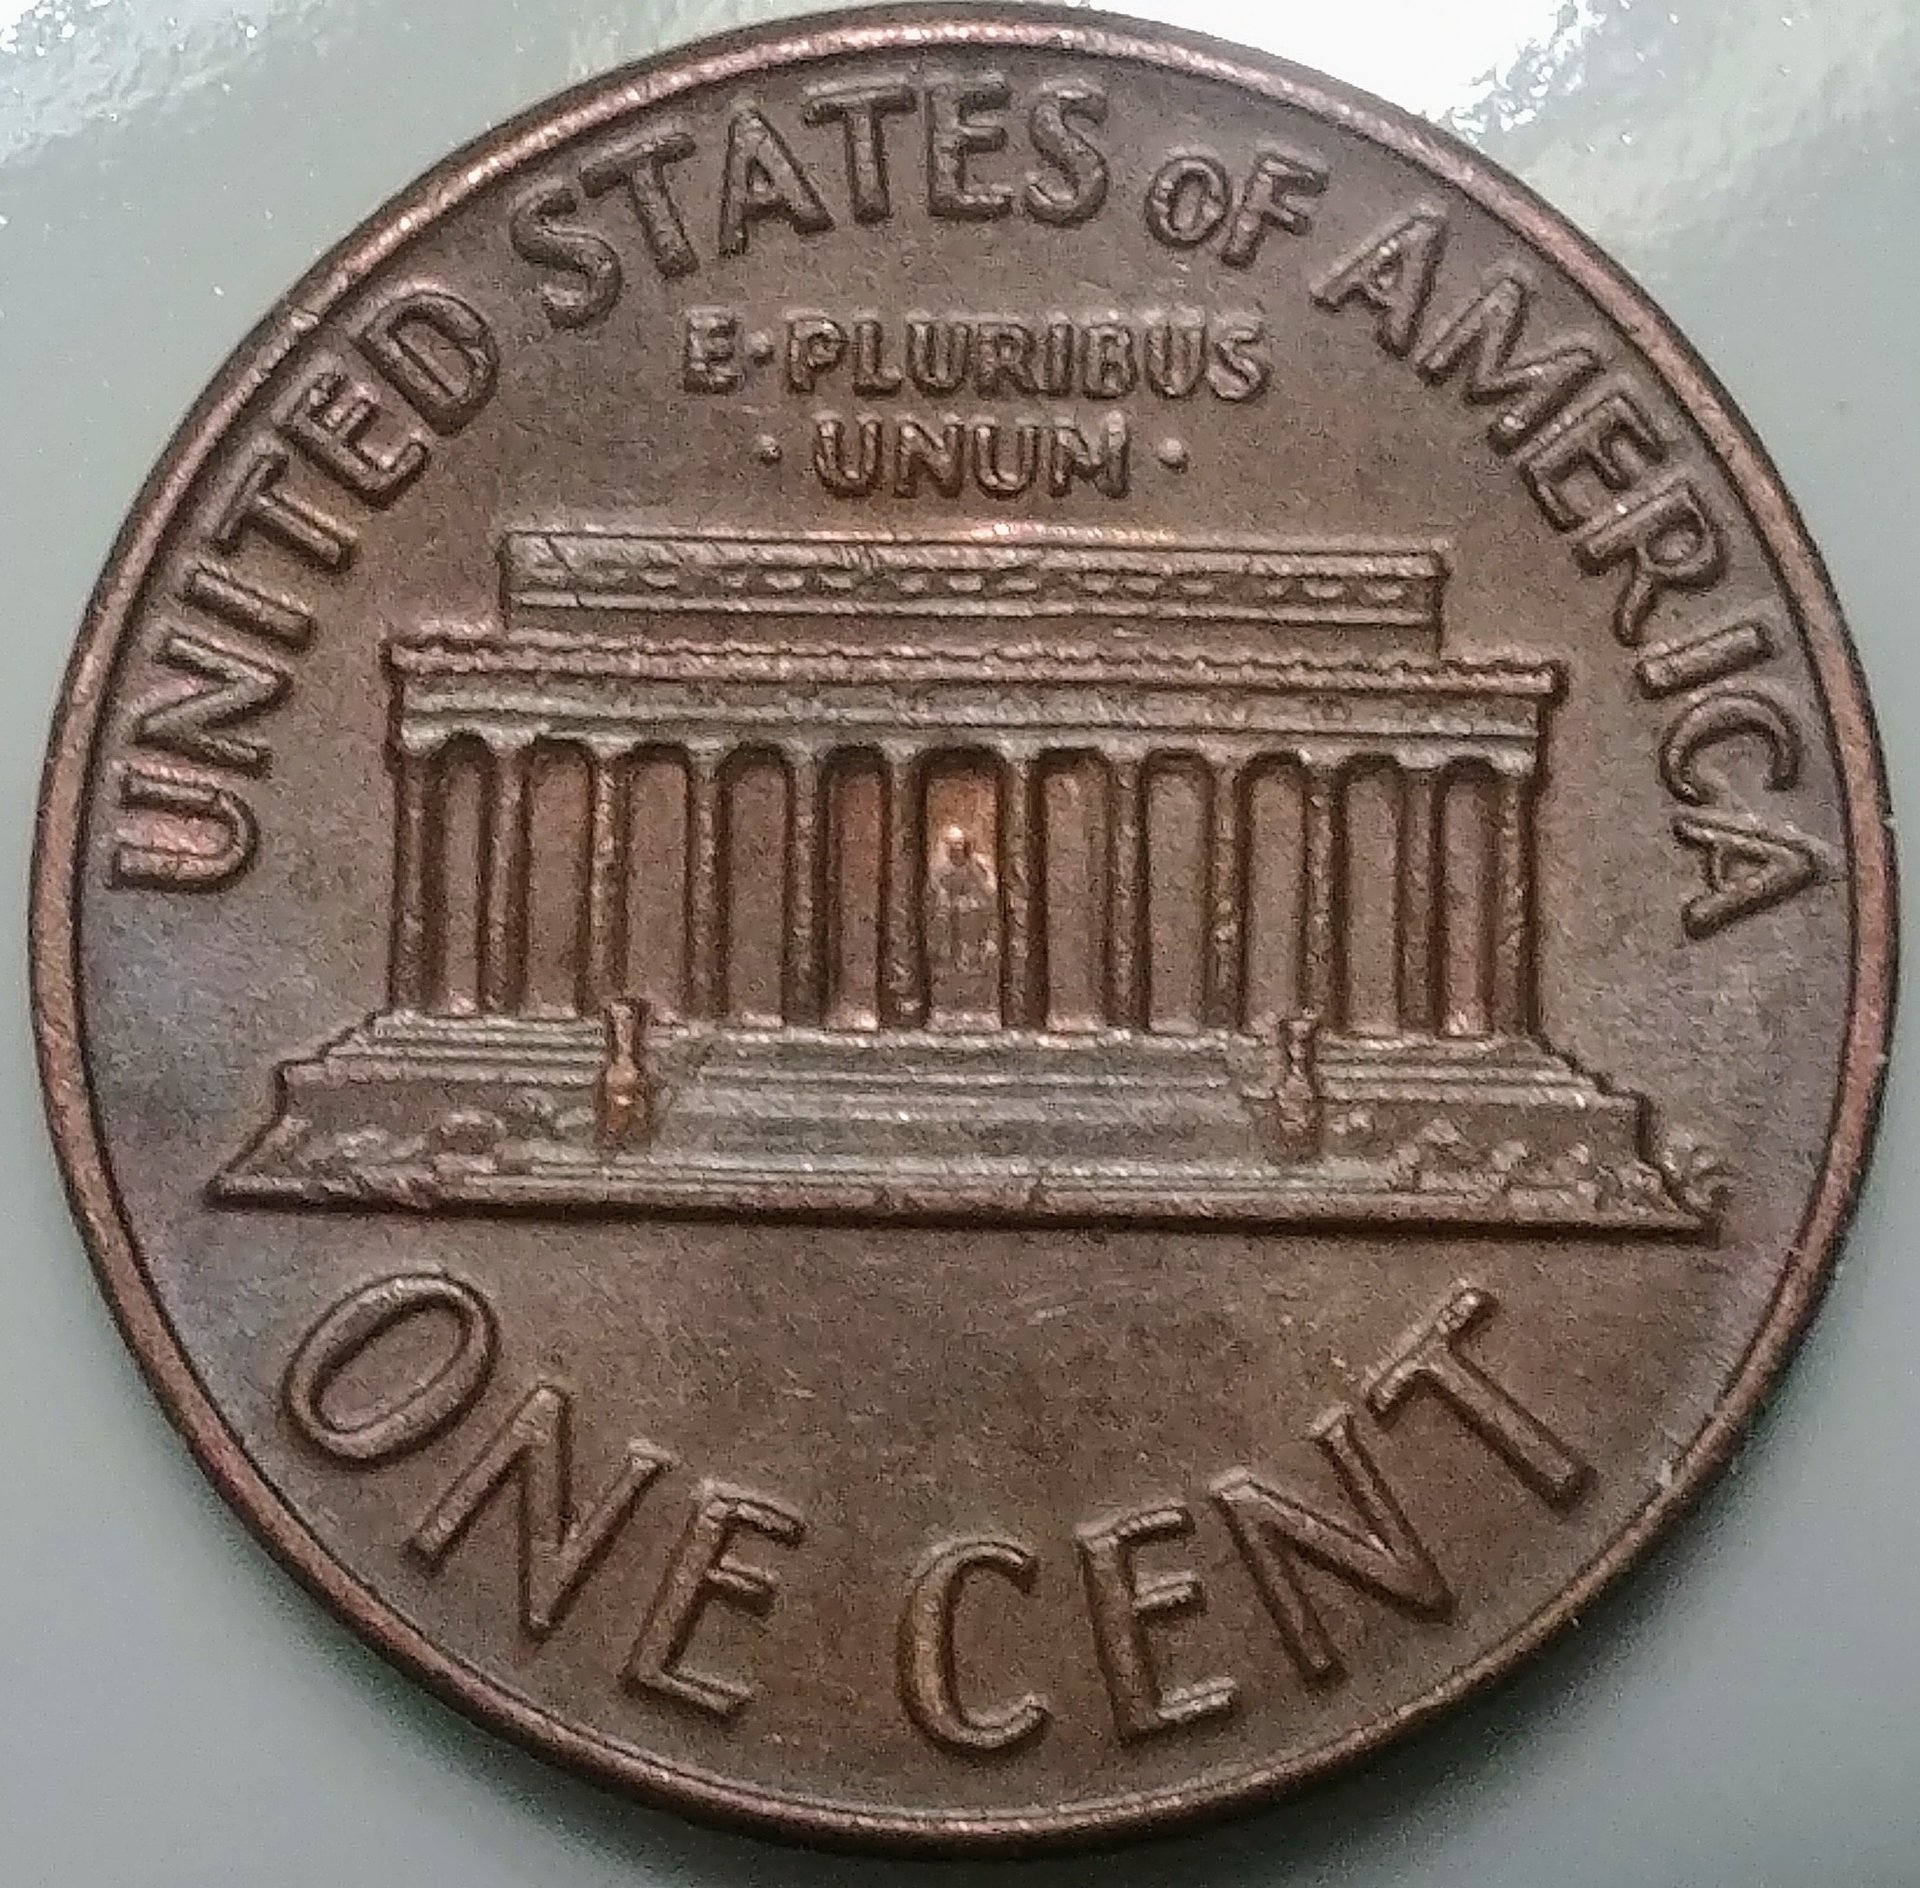 UNITED STATES OF AMERICA
E·PLURIBUS
·UNUM·
ONE CENT